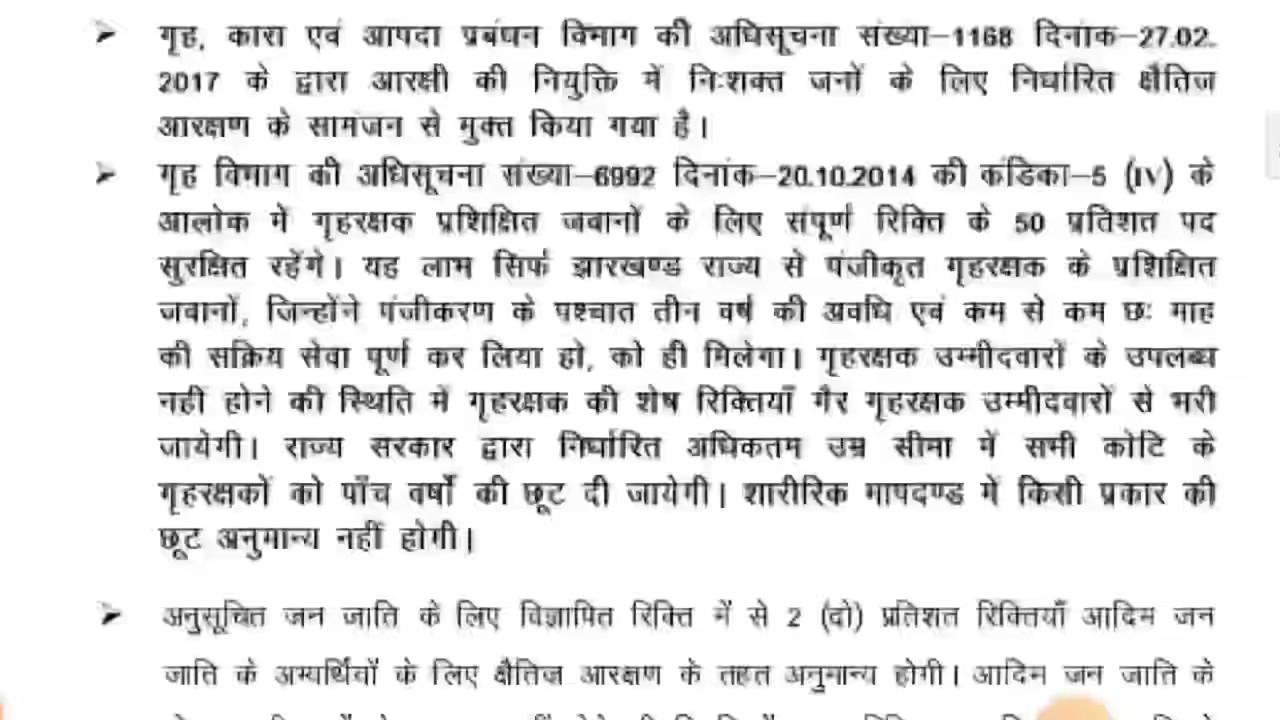 ➢ गृह, कारा एवं आपदा प्रबंधन विभाग की अधिसूचना संख्या–1168 दिनांक–27.02.
2017 के द्वारा आरक्षी की नियुक्ति में निःशक्त जनों के लिए निर्धारित क्षैतिज
आरक्षण के सामंजन से मुक्त किया गया है।
➢ गृह विभाग की अधिसूचना संख्या–6992 दिनांक–20.10.2014 की कंडिका–5 (IV) के
आलोक में गृहरक्षक प्रशिक्षित जवानों के लिए संपूर्ण रिक्ति के 50 प्रतिशत पद
सुरक्षित रहेंगे। यह लाभ सिर्फ झारखण्ड राज्य से पंजीकृत गृहरक्षक के प्रशिक्षित
जवानों, जिन्होंने पंजीकरण के पश्चात तीन वर्ष की अवधि एवं कम से कम छः माह
की सक्रिय सेवा पूर्ण कर लिया हो, को ही मिलेगा। गृहरक्षक उम्मीदवारों के उपलब्ध
नहीं होने की स्थिति में गृहरक्षक की शेष रिक्तियाँ गैर गृहरक्षक उम्मीदवारों से भरी
जायेगी। राज्य सरकार द्वारा निर्धारित अधिकतम उम्र सीमा में सभी कोटि के
गृहरक्षकों को पाँच वर्षों की छूट दी जायेगी। शारीरिक मापदण्ड में किसी प्रकार की
छूट अनुमान्य नहीं होगी।
➢ अनुसूचित जन जाति के लिए विज्ञापित रिक्ति में से 2 (दो) प्रतिशत रिक्तियाँ आदिम जन
जाति के अभ्यर्थियों के लिए क्षैतिज आरक्षण के तहत अनुमान्य होगी। आदिम जन जाति के